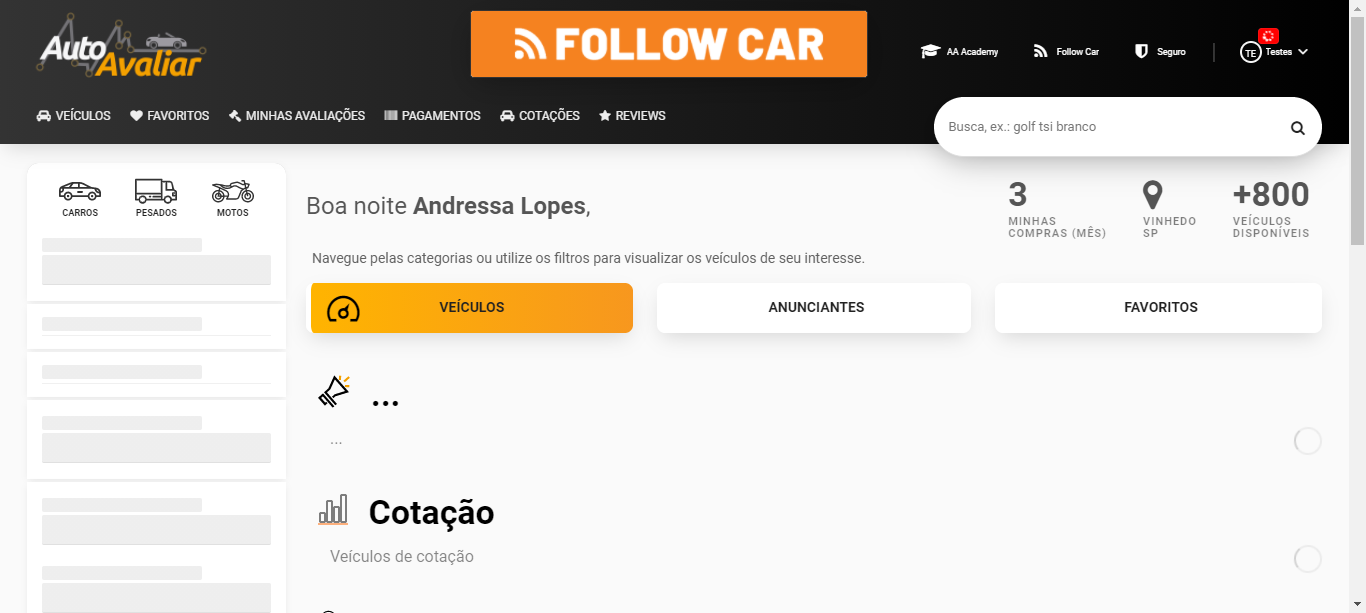 Auto
Avaliar
FOLLOW CAR
AA Academy
Follow Car
Seguro
TE
Testes
VEÍCULOS
FAVORITOS
MINHAS AVALIAÇÕES
PAGAMENTOS
COTAÇÕES
REVIEWS
Busca, ex.: golf tsi branco
CARROS
PESADOS
MOTOS
Boa noite Andressa Lopes,
3
MINHAS
COMPRAS (MÊS)
VINHEDO
SP
+800
VEÍCULOS
DISPONÍVEIS
Navegue pelas categorias ou utilize os filtros para visualizar os veículos de seu interesse.
VEÍCULOS
ANUNCIANTES
FAVORITOS
...
...
Cotação
Veículos de cotação